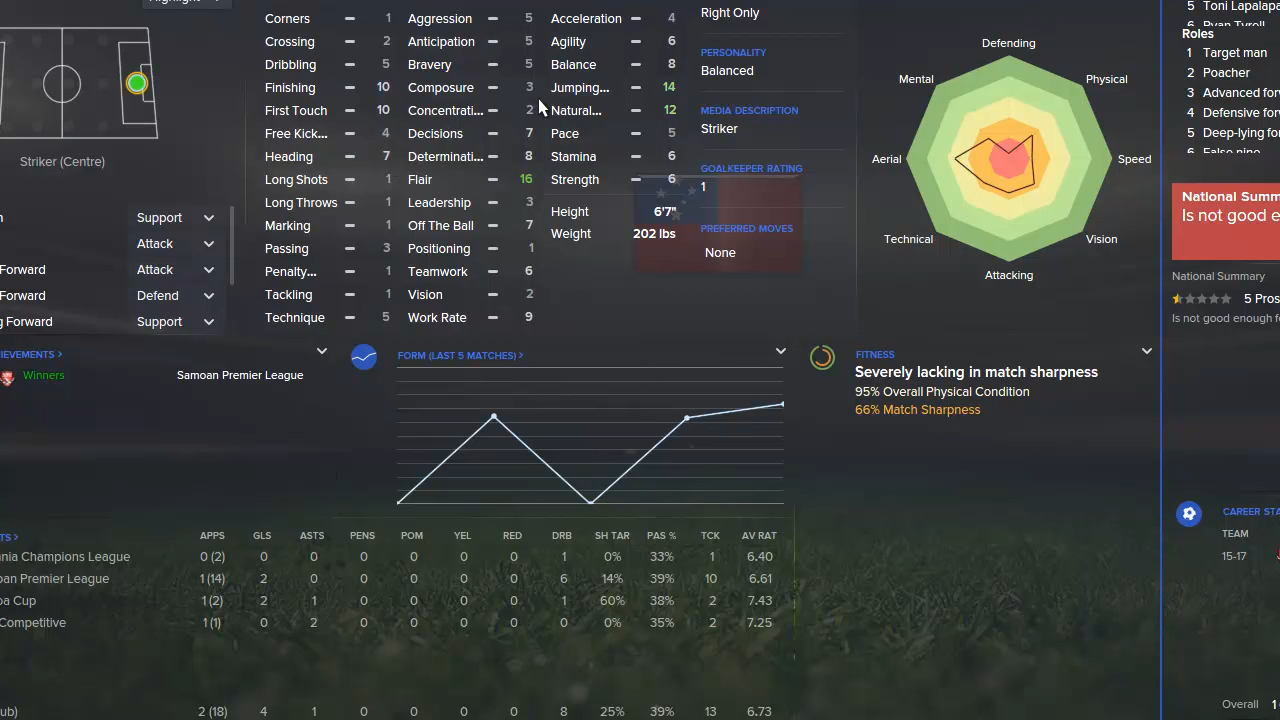 Striker (Centre)
Support
Attack
Forward Attack
Forward Defend
g Forward Support
Corners 1
Crossing 2
Dribbling 5
Finishing 10
First Touch 10
Free Kick... 4
Heading 7
Long Shots 1
Long Throws 1
Marking 1
Passing 3
Penalty... 1
Tackling 1
Technique 5
Aggression 5
Anticipation 5
Bravery 5
Composure 3
Concentrati... 2
Decisions 7
Determinati... 8
Flair 16
Leadership 3
Off The Ball 7
Positioning 1
Teamwork 6
Vision 2
Work Rate 9
Acceleration 4
Agility 6
Balance 8
Jumping... 14
Natural... 12
Pace 5
Stamina 6
Strength 6
Height 6'7"
Weight 202 lbs
Right Only
PERSONALITY
Balanced
MEDIA DESCRIPTION
Striker
GOALKEEPER RATING
1
PREFERRED MOVES
None
Defending
Mental
Physical
Aerial
Speed
Technical
Vision
Attacking
5 Toni Lapalapa
Roles
1 Target man
2 Poacher
3 Advanced forw
4 Defensive forw
5 Deep-lying fo
6 False nine
National Summ
Is not good e
National Summary
5 Pros
Is not good enough fo
IEVEMENTS >
Winners Samoan Premier League
FORM (LAST 5 MATCHES) >
FITNESS
Severely lacking in match sharpness
95% Overall Physical Condition
66% Match Sharpness
TS > APPS GLS ASTS PENS POM YEL RED DRB SH TAR PAS % TCK AV RAT
nia Champions League 0 (2) 0 0 0 0 0 0 1 0% 33% 1 6.40
oan Premier League 1 (14) 2 0 0 0 0 0 6 14% 39% 10 6.61
oa Cup 1 (2) 2 1 0 0 0 0 1 60% 38% 2 7.43
Competitive 1 (1) 0 2 0 0 0 0 0 0% 35% 2 7.25
ub) 2 (18) 4 1 0 0 0 0 8 25% 39% 13 6.73
CAREER STA
TEAM
15-17
Overall 1